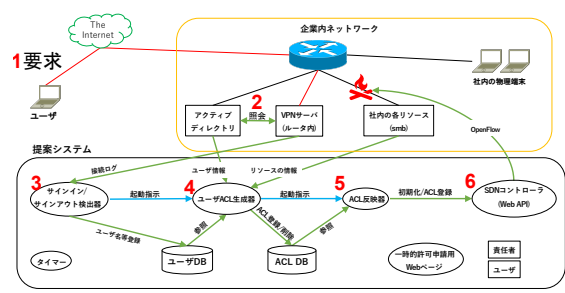 The
Internet
企業内ネットワーク
1要求
社内の物理端末
ユーザ
2
照会
アクティブ
ディレクトリ
VPNサーバ
(ルータ内)
社内の各リソース
(smb)
OpenFlow
提案システム
接続ログ
ユーザ情報
リソースの情報
3
サインイン/
サインアウト検出器
起動指示
4
ユーザACL生成器
起動指示
5
ACL反映器
初期化/ACL登録
6
SDNコントローラ
(Web API)
ユーザ名等登録
参照
ACL登録/削除
参照
タイマー
ユーザDB
ACL DB
一時的許可申請用
Webページ
責任者
ユーザ